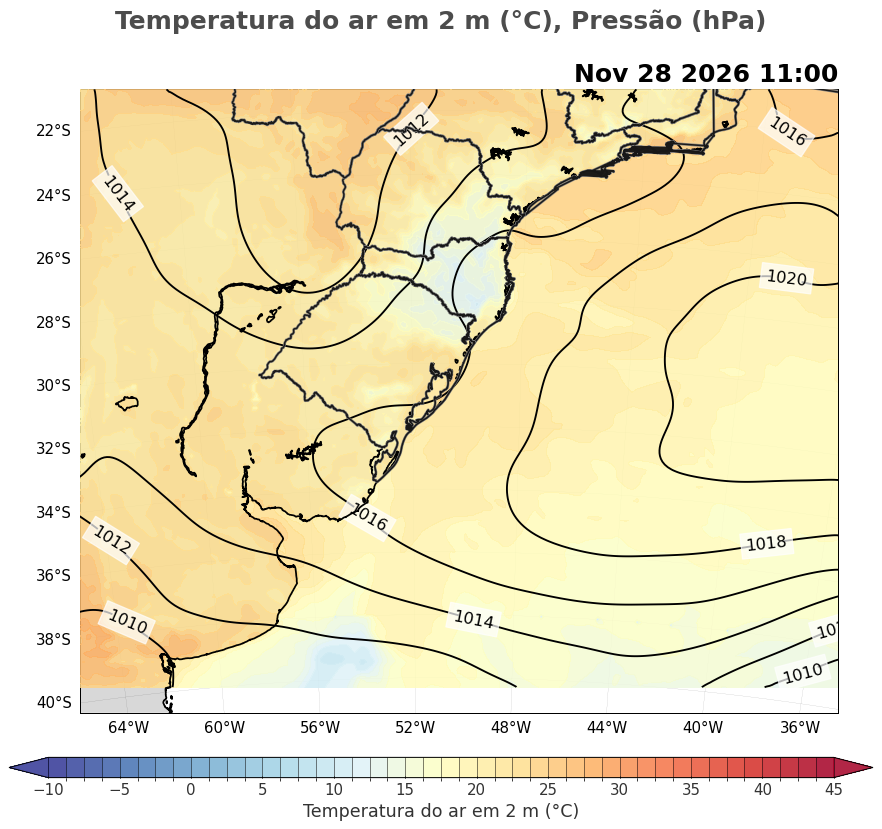 Temperatura do ar em 2 m (°C), Pressão (hPa)
Nov 28 2026 11:00
22°S
24°S
26°S
28°S
30°S
32°S
34°S
36°S
38°S
40°S
1012
1016
1014
1020
1016
1012
1018
1014
1010
1010
64°W 60°W 56°W 52°W 48°W 44°W 40°W 36°W
−10 −5 0 5 10 15 20 25 30 35 40 45
Temperatura do ar em 2 m (°C)